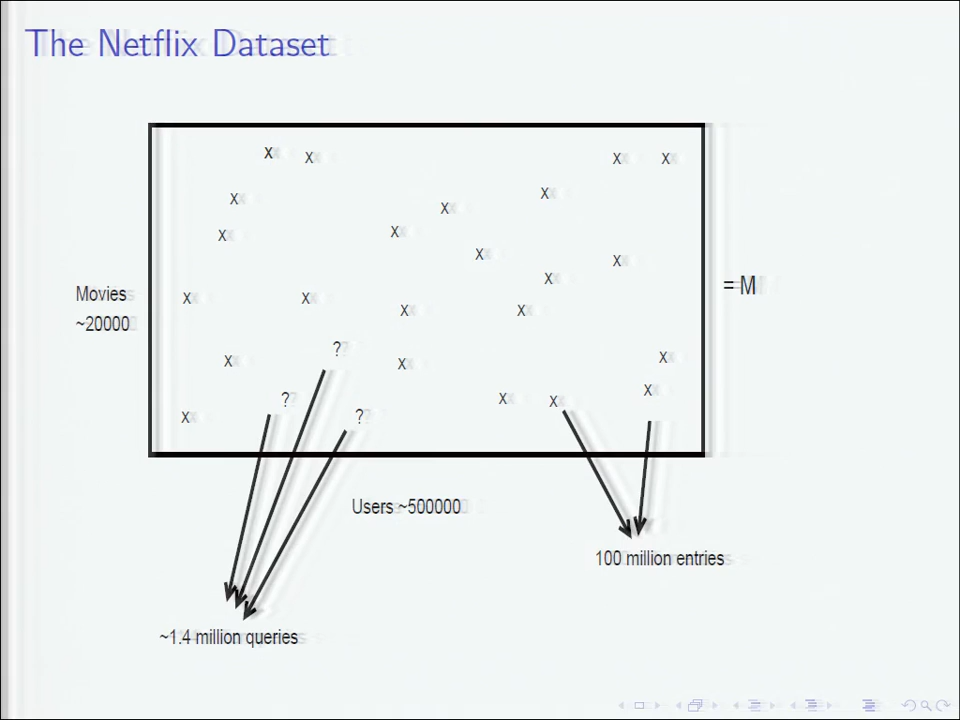 The Netflix Dataset
x x x x
x x x
x x
x x
x
= M
Movies x x
~20000 x x
? x
x x
? x x x
x ?
Users ~500000
100 million entries
~1.4 million queries